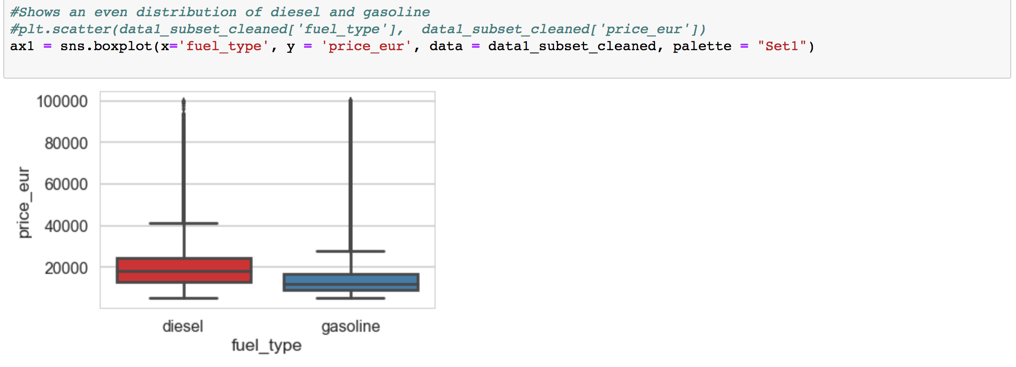 #Shows an even distribution of diesel and gasoline
#plt.scatter(data1_subset_cleaned['fuel_type'],  data1_subset_cleaned['price_eur'])
ax1 = sns.boxplot(x='fuel_type', y = 'price_eur', data = data1_subset_cleaned, palette = "Set1")
100000
80000
60000
40000
20000
price_eur
diesel
gasoline
fuel_type